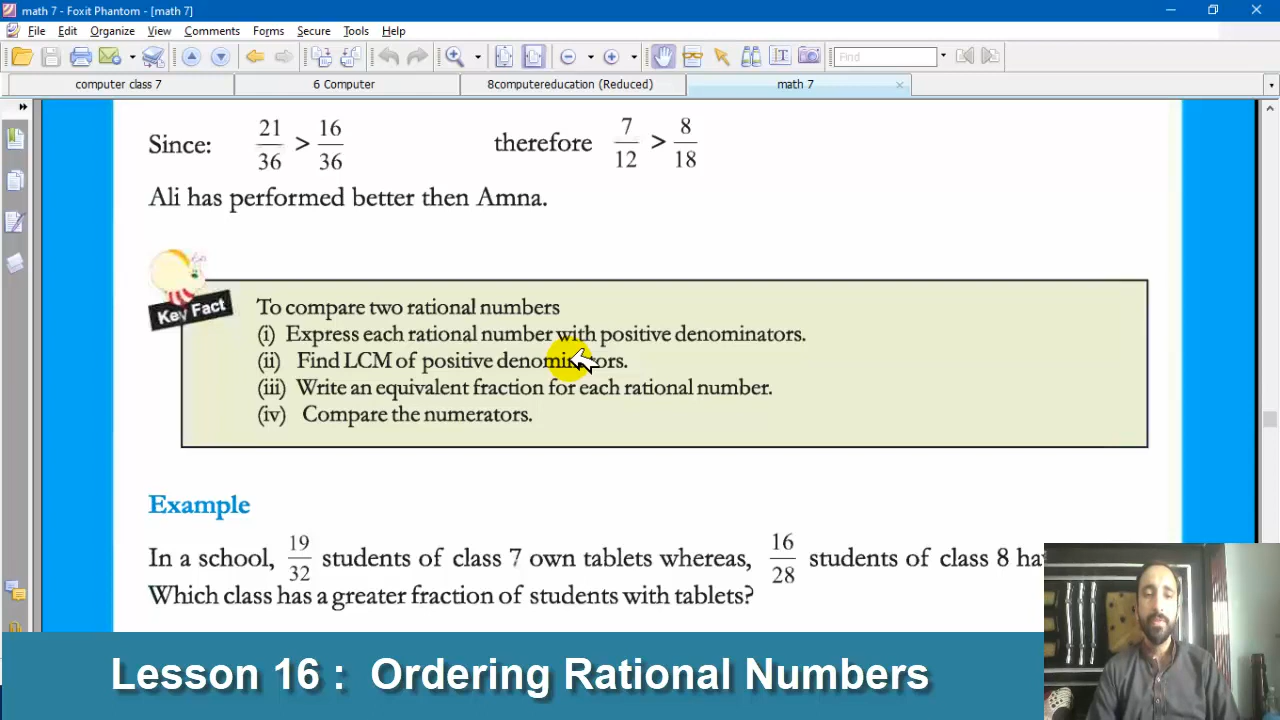 math 7 - Foxit Phantom - [math 7]
File Edit Organize View Comments Forms Secure Tools Help
Find
computer class 7 6 Computer 8computereducation (Reduced) math 7
Since: 21/36 > 16/36 therefore 7/12 > 8/18
Ali has performed better then Amna.
Key Fact
To compare two rational numbers
(i) Express each rational number with positive denominators.
(ii) Find LCM of positive denominators.
(iii) Write an equivalent fraction for each rational number.
(iv) Compare the numerators.
Example
In a school, 19/32 students of class 7 own tablets whereas, 16/28 students of class 8
Which class has a greater fraction of students with tablets?
Lesson 16 : Ordering Rational Numbers